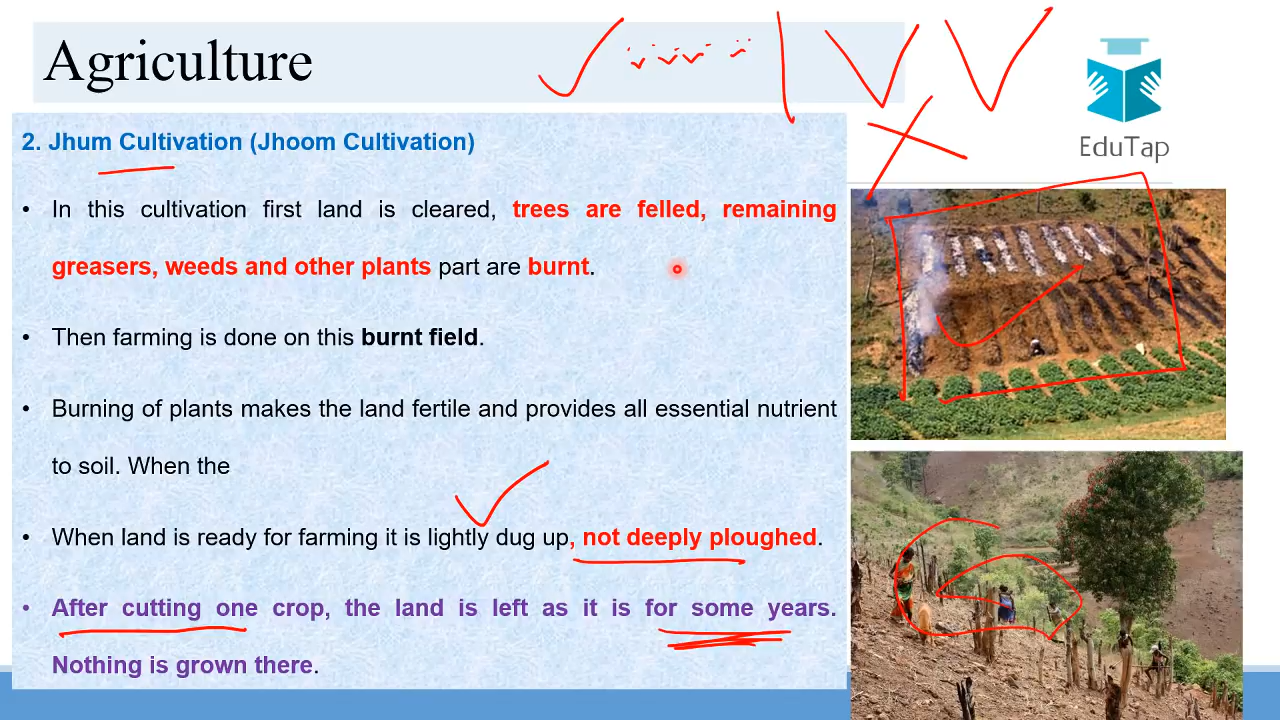 Agriculture
EduTap
2. Jhum Cultivation (Jhoom Cultivation)
• In this cultivation first land is cleared, trees are felled, remaining
greasers, weeds and other plants part are burnt.
• Then farming is done on this burnt field.
• Burning of plants makes the land fertile and provides all essential nutrient
to soil. When the
• When land is ready for farming it is lightly dug up, not deeply ploughed.
• After cutting one crop, the land is left as it is for some years.
Nothing is grown there.